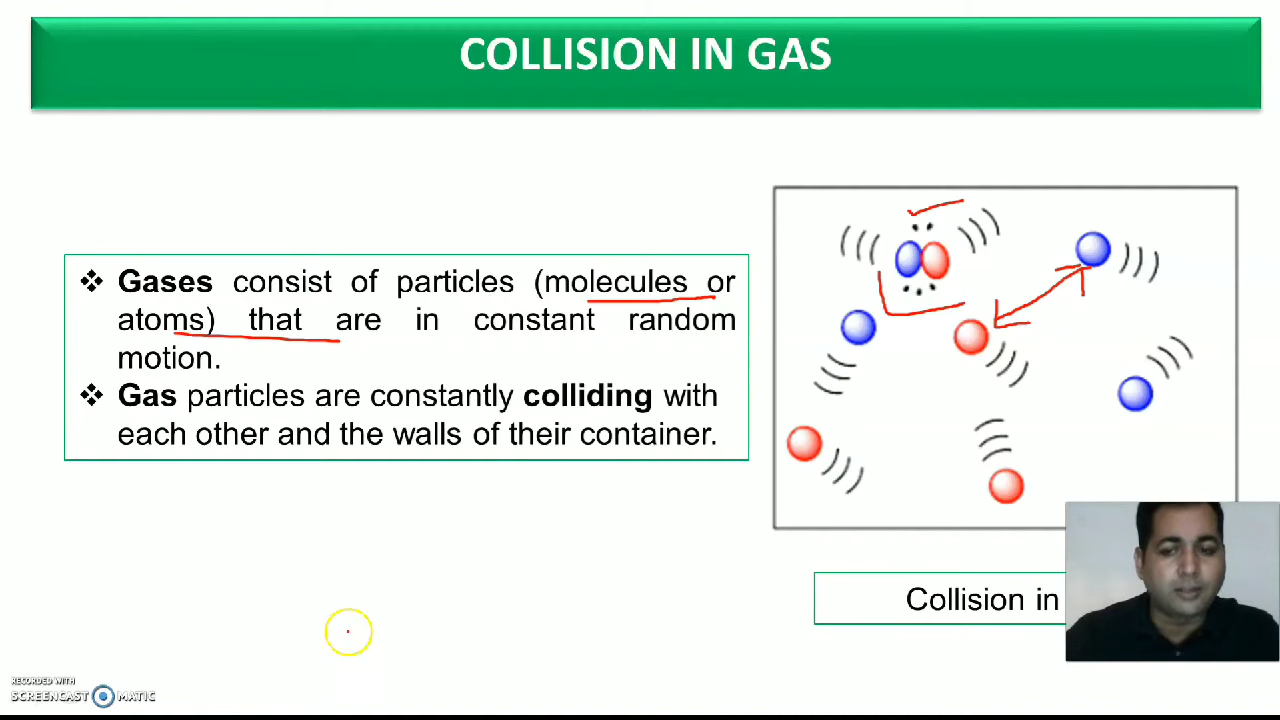 COLLISION IN GAS
❖ Gases consist of particles (molecules or
atoms) that are in constant random
motion.
❖ Gas particles are constantly colliding with
each other and the walls of their container.
Collision in
RECORDED WITH
SCREENCAST MATIC